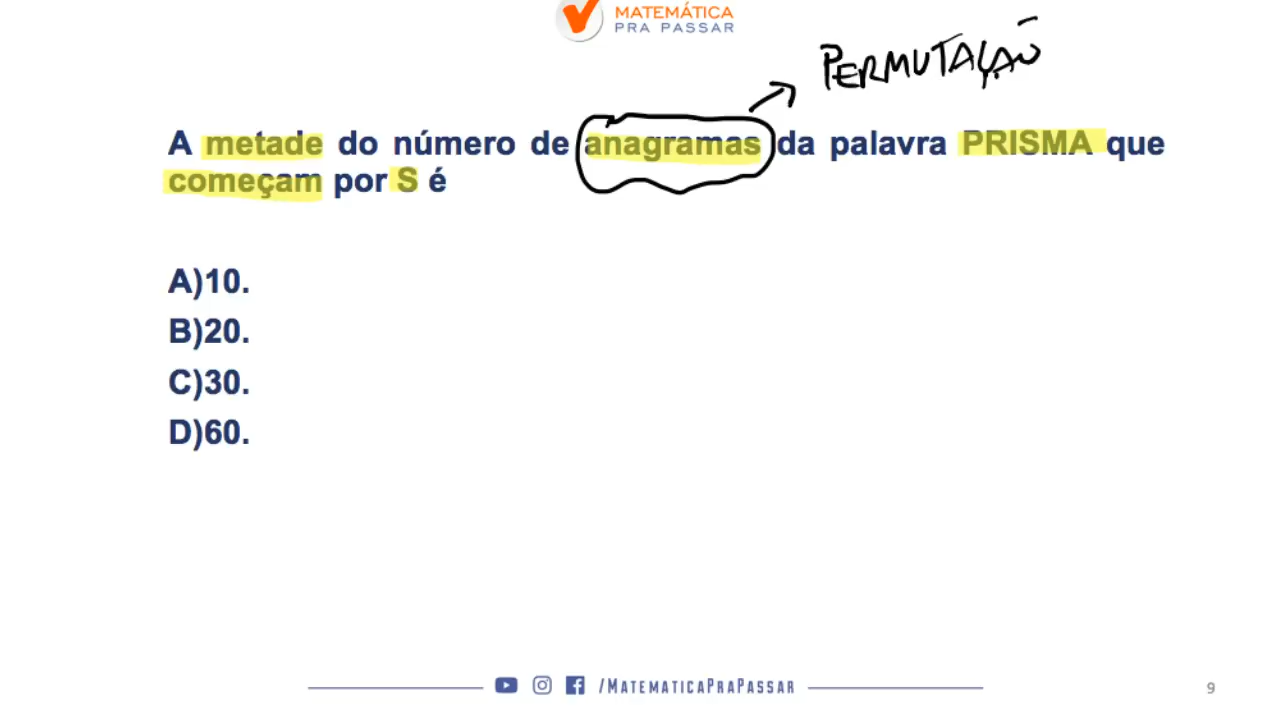 MATEMÁTICA
PRA PASSAR
PERMUTAÇÃO
A metade do número de anagramas da palavra PRISMA que
começam por S é
A)10.
B)20.
C)30.
D)60.
/MATEMATICAPRAPASSAR
9